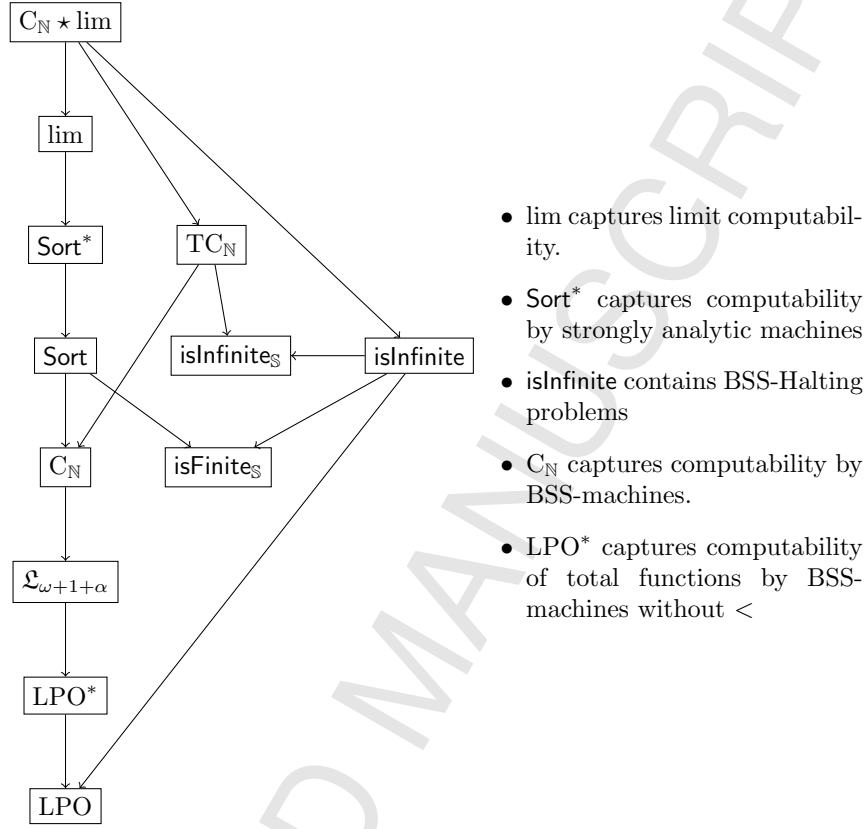 C_ℕ ⋆ lim
lim
Sort*
TC_ℕ
Sort
isInfinite_𝕊
isInfinite
C_ℕ
isFinite_𝕊
𝔏_{ω+1+α}
LPO*
LPO
• lim captures limit computabil-
ity.
• Sort* captures computability
by strongly analytic machines
• isInfinite contains BSS-Halting
problems
• C_ℕ captures computability by
BSS-machines.
• LPO* captures computability
of total functions by BSS-
machines without <
D MANUSCRIP